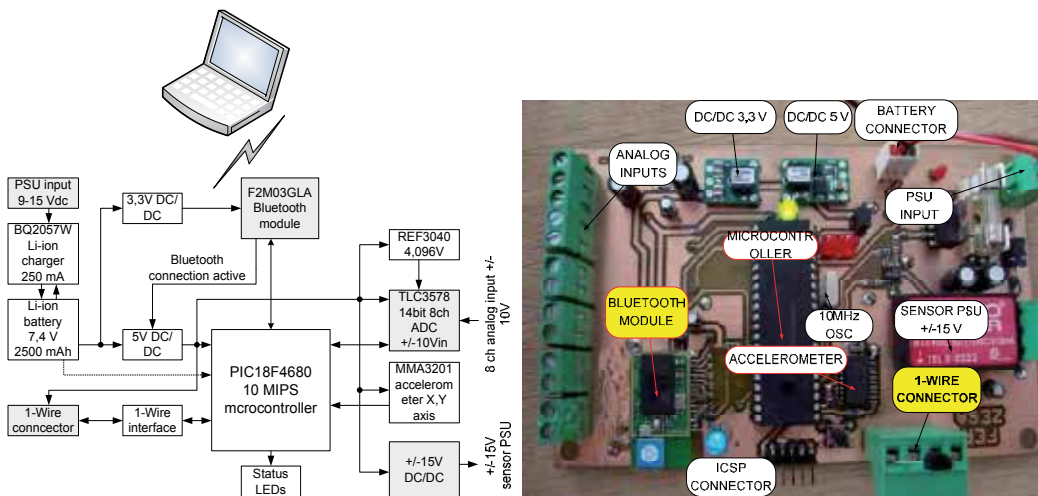 PSU input
9-15 Vdc
BQ2057W
Li-ion
charger
250 mA
Li-ion
battery
7,4 V
2500 mAh
3,3V DC/
DC
F2M03GLA
Bluetooth
module
Bluetooth
connection active
5V DC/
DC
REF3040
4,096V
TLC3578
14bit 8ch
ADC
+/-10Vin
8 ch analog input +/-
10V
PIC18F4680
10 MIPS
mcrocontroller
MMA3201
accelerom
eter X,Y
axis
1-Wire
conncector
1-Wire
interface
+/-15V
DC/DC
+/-15V
sensor PSU
Status
LEDs
DC/DC 3,3 V
DC/DC 5 V
BATTERY
CONNECTOR
ANALOG
INPUTS
PSU
INPUT
MICROCONTR
OLLER
BLUETOOTH
MODULE
10MHz
OSC
SENSOR PSU
+/-15 V
ACCELEROMETER
1-WIRE
CONNECTOR
ICSP
CONNECTOR